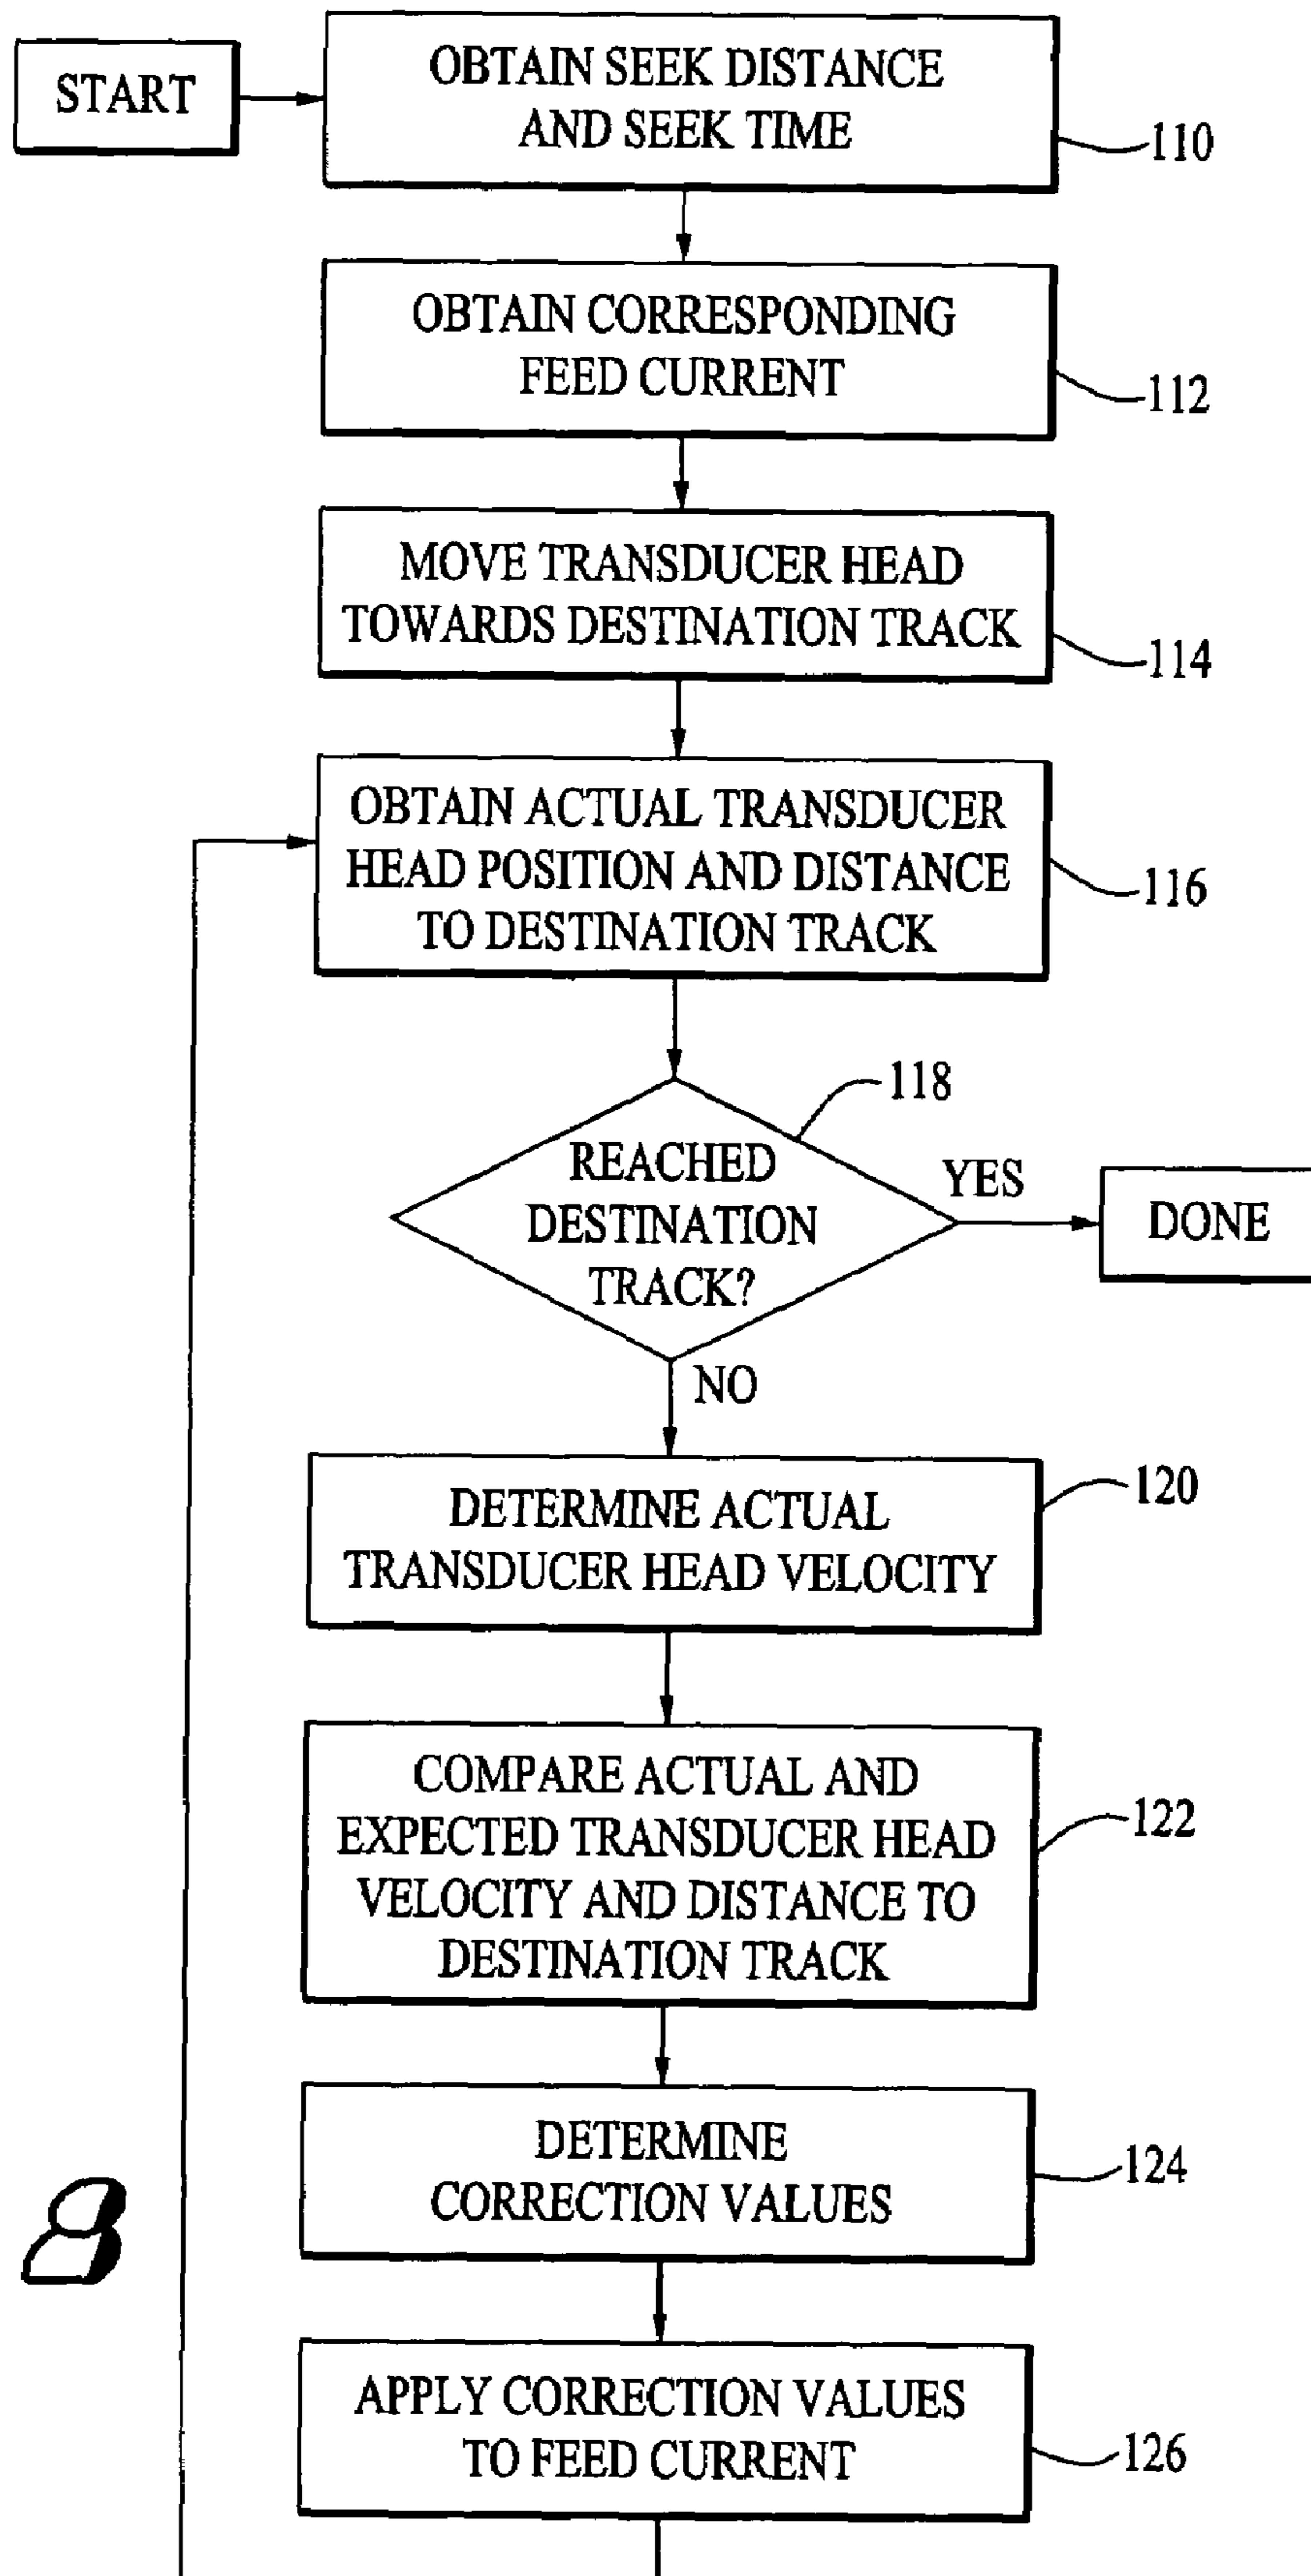 START
OBTAIN SEEK DISTANCE
AND SEEK TIME
110
OBTAIN CORRESPONDING
FEED CURRENT
112
MOVE TRANSDUCER HEAD
TOWARDS DESTINATION TRACK
114
OBTAIN ACTUAL TRANSDUCER
HEAD POSITION AND DISTANCE
TO DESTINATION TRACK
116
118
REACHED
DESTINATION
TRACK?
YES
DONE
NO
DETERMINE ACTUAL
TRANSDUCER HEAD VELOCITY
120
COMPARE ACTUAL AND
EXPECTED TRANSDUCER HEAD
VELOCITY AND DISTANCE TO
DESTINATION TRACK
122
DETERMINE
CORRECTION VALUES
124
8
APPLY CORRECTION VALUES
TO FEED CURRENT
126